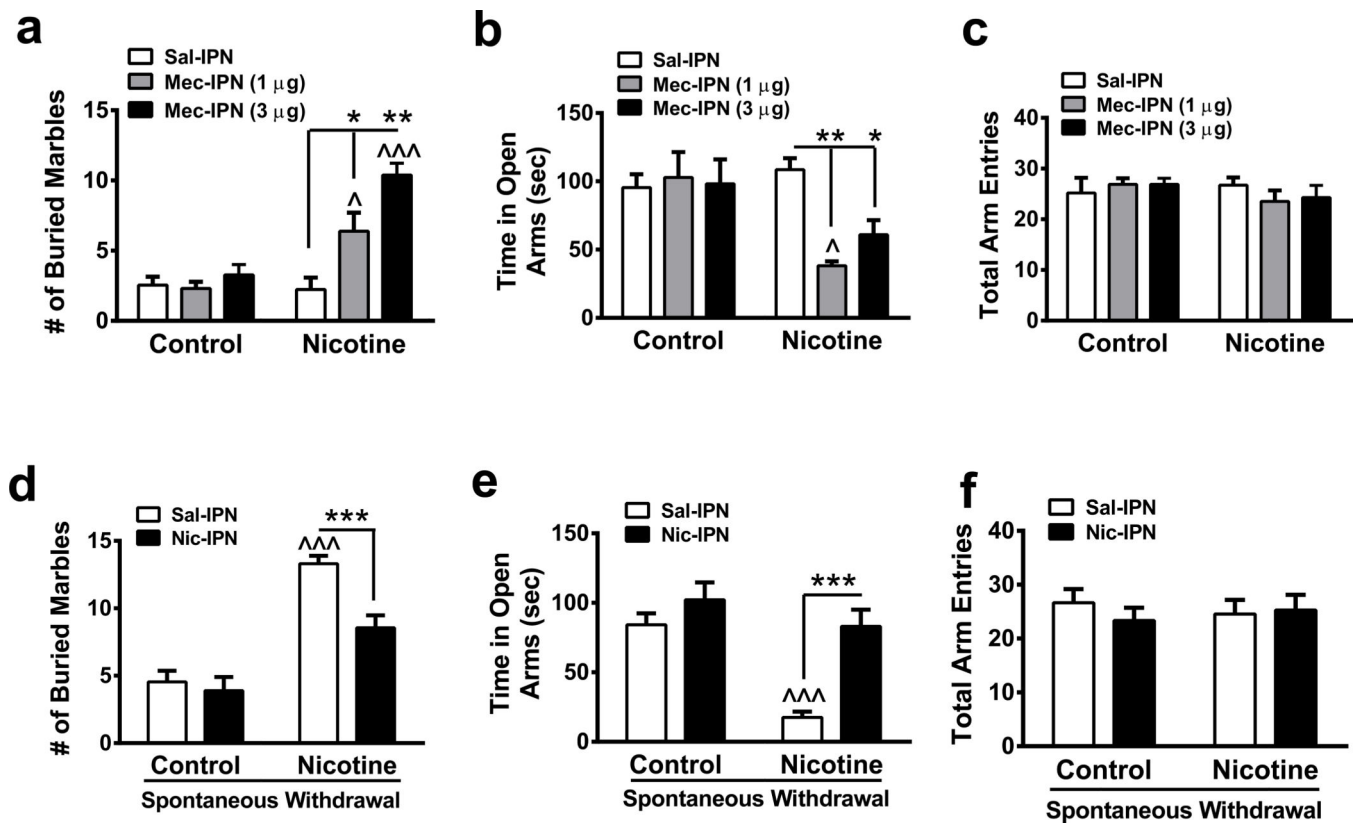 a
Sal-IPN
Mec-IPN (1 μg)
Mec-IPN (3 μg)
# of Buried Marbles
15
10
5
0
* **
^^^
^
Control Nicotine
b
Sal-IPN
Mec-IPN (1 μg)
Mec-IPN (3 μg)
Time in Open
Arms (sec)
150
100
50
0
** *
^
Control Nicotine
c
Sal-IPN
Mec-IPN (1 μg)
Mec-IPN (3 μg)
Total Arm Entries
40
30
20
10
0
Control Nicotine
d
Sal-IPN
Nic-IPN
# of Buried Marbles
15
10
5
0
***
^^^
Control Nicotine
Spontaneous Withdrawal
e
Sal-IPN
Nic-IPN
Time in Open
Arms (sec)
150
100
50
0
***
^^^
Control Nicotine
Spontaneous Withdrawal
f
Sal-IPN
Nic-IPN
Total Arm Entries
40
30
20
10
0
Control Nicotine
Spontaneous Withdrawal